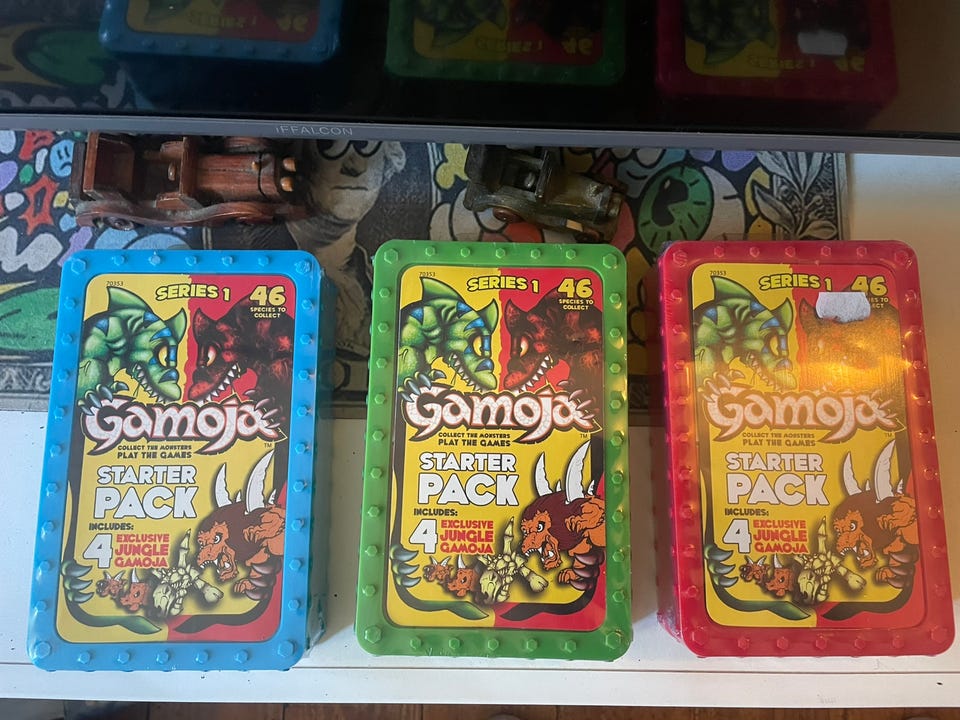 iFFALCON
70353
SERIES 1
46
SPECIES TO
COLLECT
Gamoja
TM
COLLECT THE MONSTERS
PLAY THE GAMES
STARTER
PACK
INCLUDES:
4
EXCLUSIVE
JUNGLE
GAMOJA
70353
SERIES 1
46
SPECIES TO
COLLECT
Gamoja
TM
COLLECT THE MONSTERS
PLAY THE GAMES
STARTER
PACK
INCLUDES:
4
EXCLUSIVE
JUNGLE
GAMOJA
70353
SERIES 1
46
Gamoja
TM
COLLECT THE MONSTERS
PLAY THE GAMES
STARTER
PACK
INCLUDES:
4
EXCLUSIVE
JUNGLE
GAMOJA